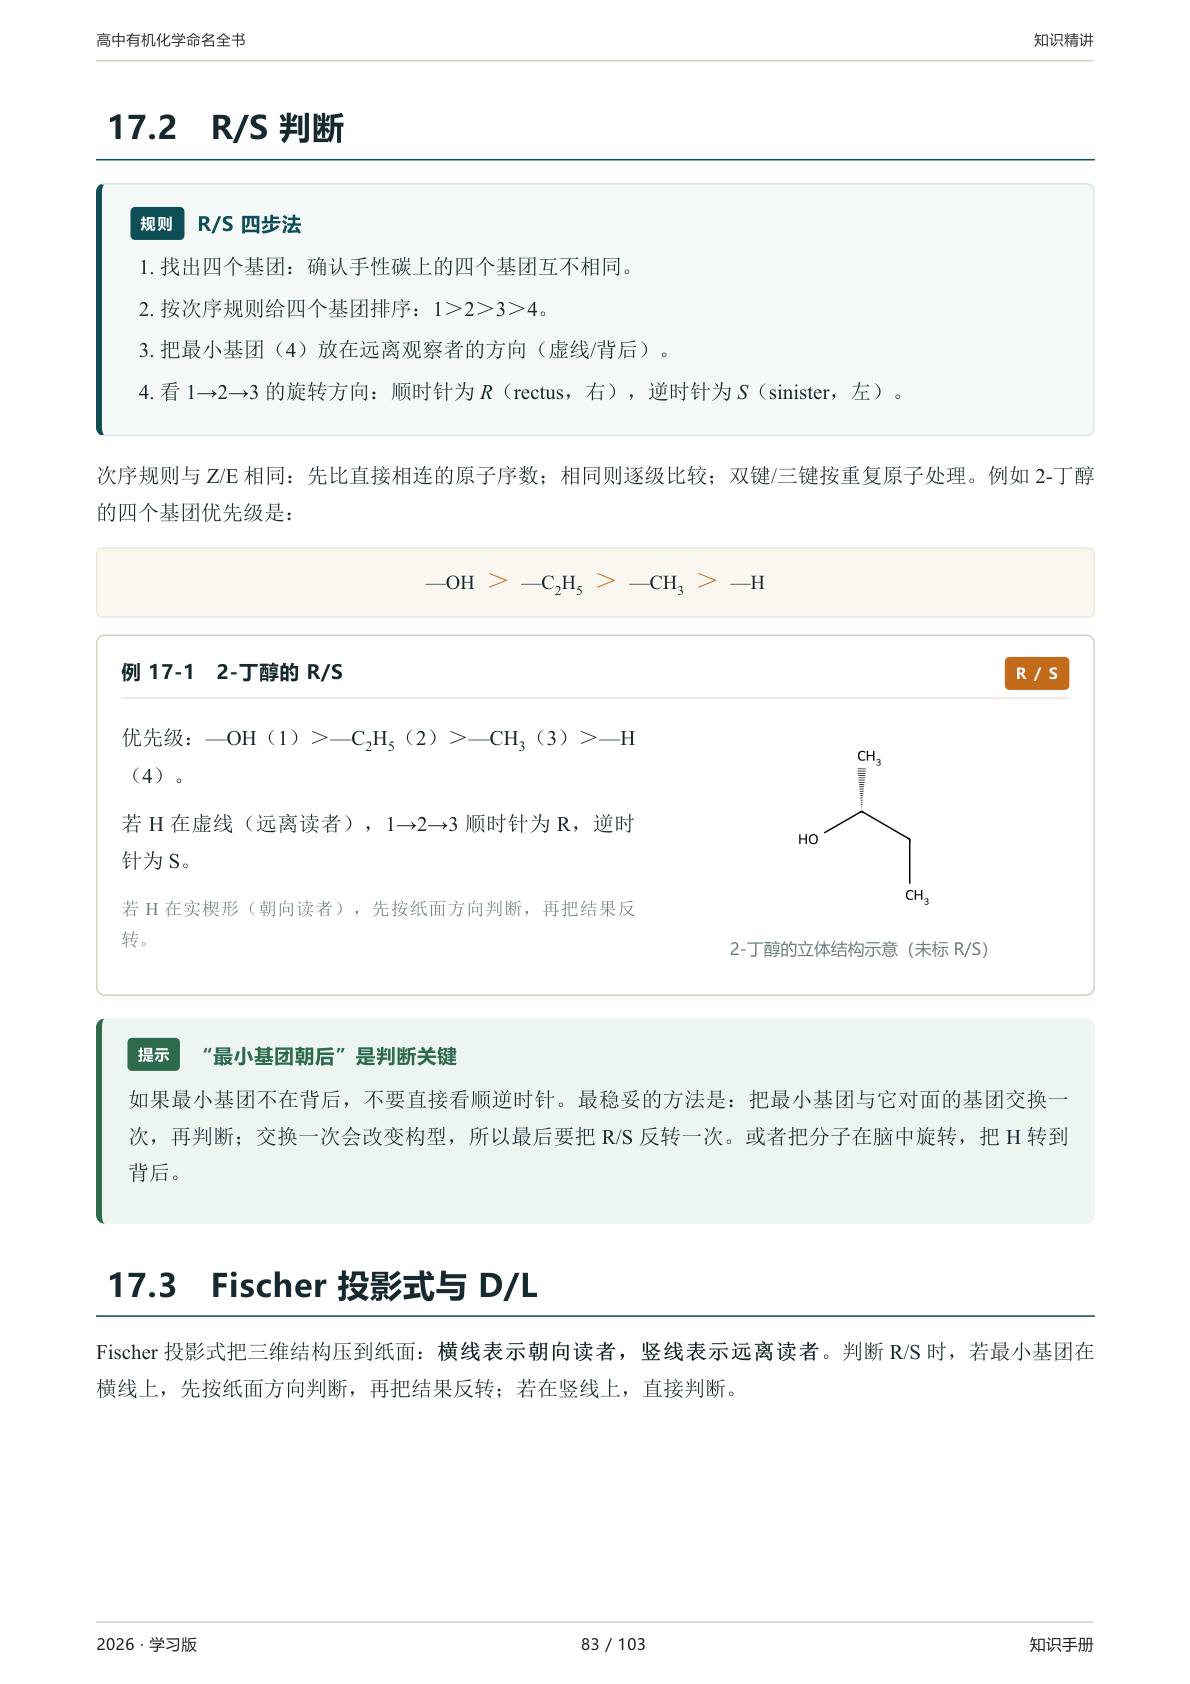 高中有机化学命名全书
知识精讲
17.2 R/S 判断
规则 R/S 四步法
1. 找出四个基团：确认手性碳上的四个基团互不相同。
2. 按次序规则给四个基团排序：1＞2＞3＞4。
3. 把最小基团（4）放在远离观察者的方向（虚线/背后）。
4. 看 1→2→3 的旋转方向：顺时针为 R（rectus，右），逆时针为 S（sinister，左）。
次序规则与 Z/E 相同：先比直接相连的原子序数；相同则逐级比较；双键/三键按重复原子处理。例如 2-丁醇
的四个基团优先级是：
—OH ＞ —C₂H₅ ＞ —CH₃ ＞ —H
例 17-1 2-丁醇的 R/S
R / S
优先级：—OH（1）＞—C₂H₅（2）＞—CH₃（3）＞—H
（4）。
若 H 在虚线（远离读者），1→2→3 顺时针为 R，逆时
针为 S。
若 H 在实楔形（朝向读者），先按纸面方向判断，再把结果反
转。
CH₃
HO
CH₃
2-丁醇的立体结构示意（未标 R/S）
提示 “最小基团朝后”是判断关键
如果最小基团不在背后，不要直接看顺逆时针。最稳妥的方法是：把最小基团与它对面的基团交换一
次，再判断；交换一次会改变构型，所以最后要把 R/S 反转一次。或者把分子在脑中旋转，把 H 转到
背后。
17.3 Fischer 投影式与 D/L
Fischer 投影式把三维结构压到纸面：横线表示朝向读者，竖线表示远离读者。判断 R/S 时，若最小基团在
横线上，先按纸面方向判断，再把结果反转；若在竖线上，直接判断。
2026 · 学习版
83 / 103
知识手册